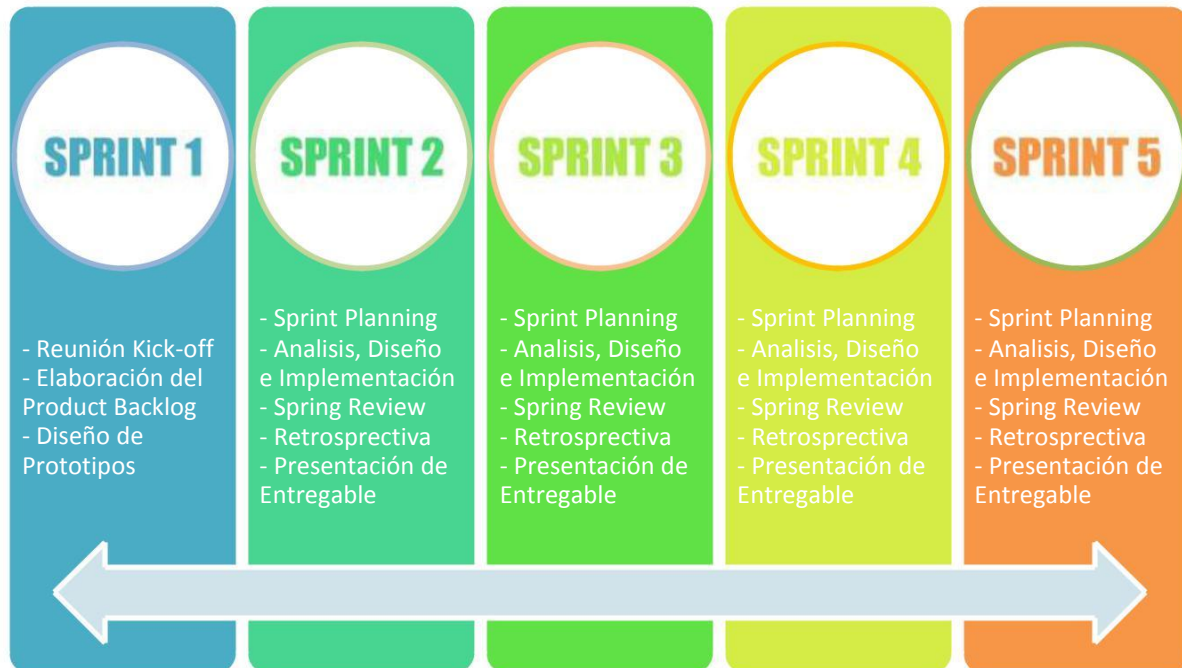 SPRINT 1
- Reunión Kick-off
- Elaboración del
Product Backlog
- Diseño de
Prototipos
SPRINT 2
- Sprint Planning
- Analisis, Diseño
e Implementación
- Spring Review
- Retrosprectiva
- Presentación de
Entregable
SPRINT 3
- Sprint Planning
- Analisis, Diseño
e Implementación
- Spring Review
- Retrosprectiva
- Presentación de
Entregable
SPRINT 4
- Sprint Planning
- Analisis, Diseño
e Implementación
- Spring Review
- Retrosprectiva
- Presentación de
Entregable
SPRINT 5
- Sprint Planning
- Analisis, Diseño
e Implementación
- Spring Review
- Retrosprectiva
- Presentación de
Entregable